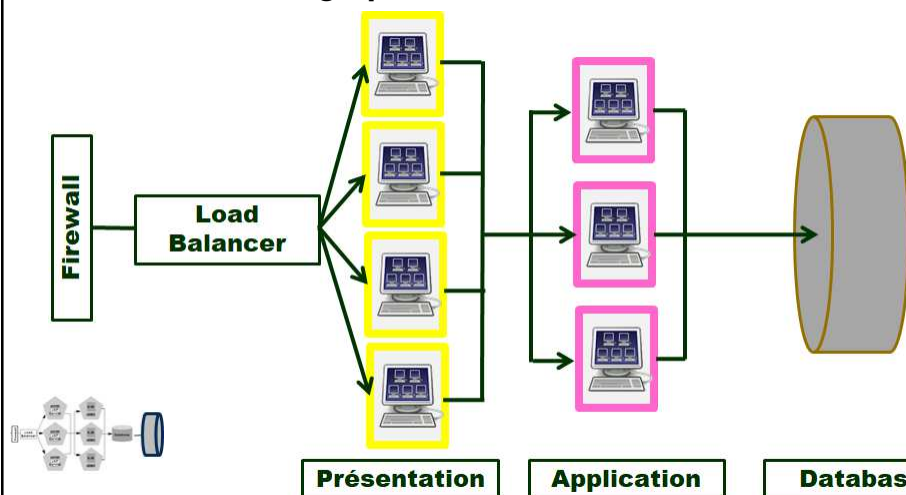 Firewall
Load
Balancer
Présentation
Application
Databas